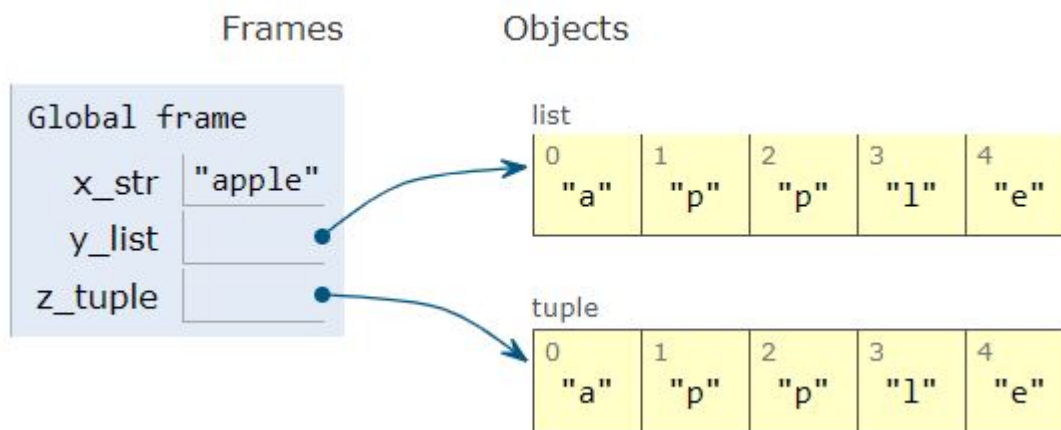 Frames Objects
Global frame
x_str "apple"
y_list
z_tuple
list
0 1 2 3 4
"a" "p" "p" "l" "e"
tuple
0 1 2 3 4
"a" "p" "p" "l" "e"